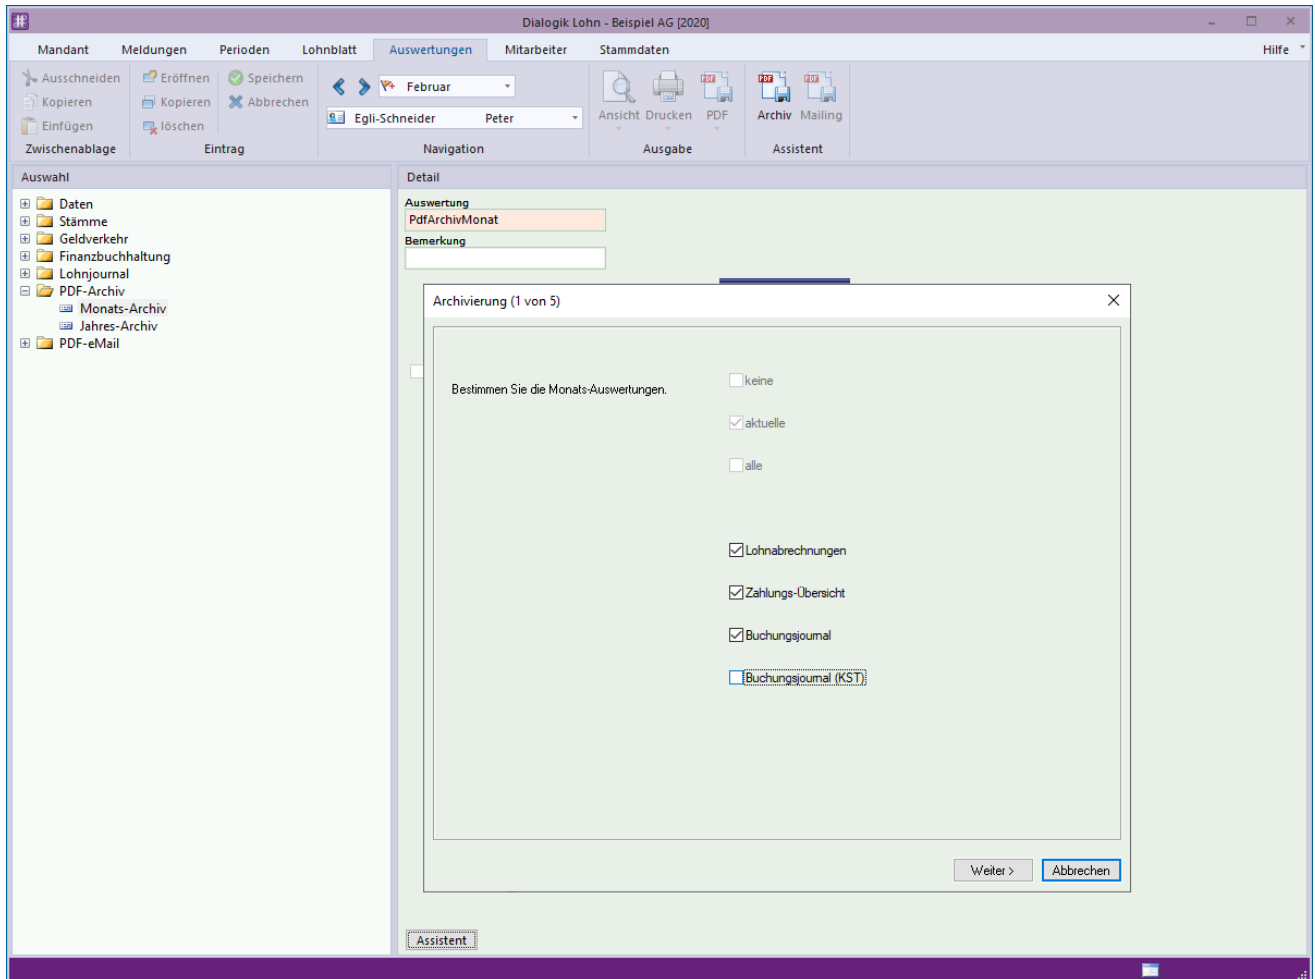 Dialogik Lohn - Beispiel AG [2020]
Mandant Meldungen Perioden Lohnblatt Auswertungen Mitarbeiter Stammdaten Hilfe
Ausschneiden Eröffnen Speichern
Februar
Kopieren Kopieren Abbrechen
Ansicht Drucken PDF Archiv Mailing
Egli-Schneider Peter
Einfügen löschen
Zwischenablage Eintrag Navigation Ausgabe Assistent
Auswahl
Daten
Stämme
Geldverkehr
Finanzbuchhaltung
Lohnjournal
PDF-Archiv
Monats-Archiv
Jahres-Archiv
PDF-eMail
Detail
Auswertung
PdfArchivMonat
Bemerkung
Archivierung (1 von 5)
Bestimmen Sie die Monats-Auswertungen.
keine
aktuelle
alle
Lohnabrechnungen
Zahlungs-Übersicht
Buchungsjournal
Buchungsjournal (KST)
Weiter > Abbrechen
Assistent